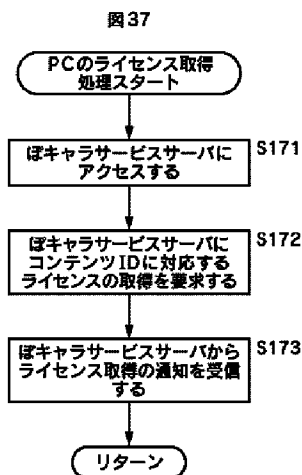 図37
PCのライセンス取得
処理スタート
ぽキャラサービスサーバに
アクセスする
S171
ぽキャラサービスサーバに
コンテンツIDに対応する
ライセンスの取得を要求する
S172
ぽキャラサービスサーバから
ライセンス取得の通知を受信
する
S173
リターン